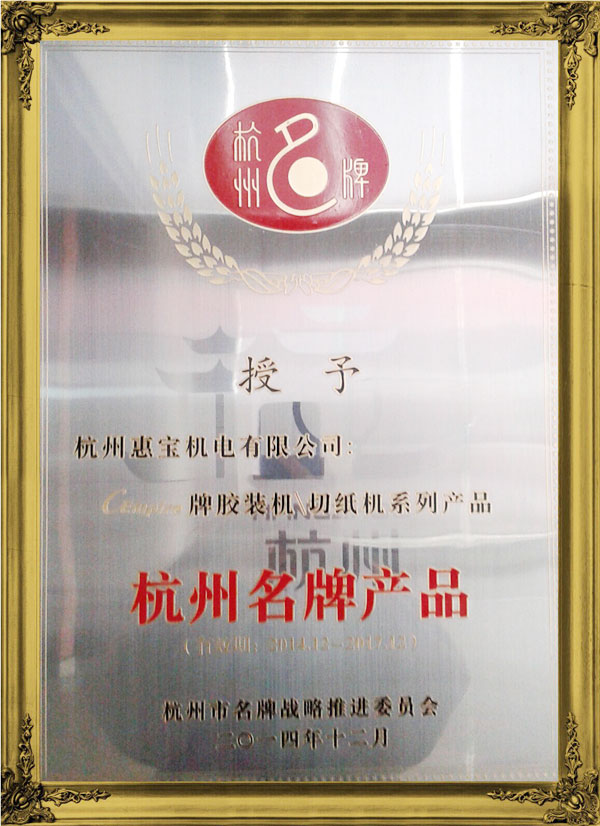 杭州 名 牌
授 予
杭州惠宝机电有限公司:
牌胶装机\切纸机系列产品
杭州
杭州名牌产品
(有效期: 2014.12-2017.12)
杭州市名牌战略推进委员会
二〇一四年十二月